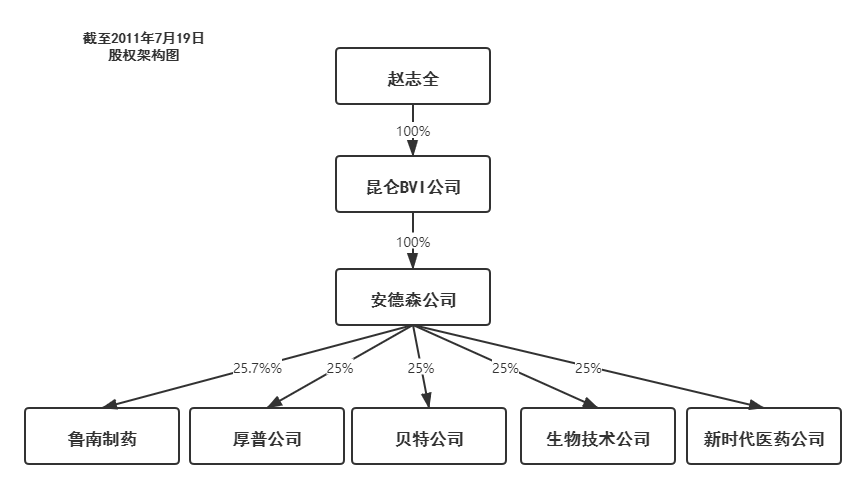 截至2011年7月19日
股权架构图
赵志全
100%
昆仑BVI公司
100%
安德森公司
25.7%%
25%
25%
25%
25%
鲁南制药
厚普公司
贝特公司
生物技术公司
新时代医药公司